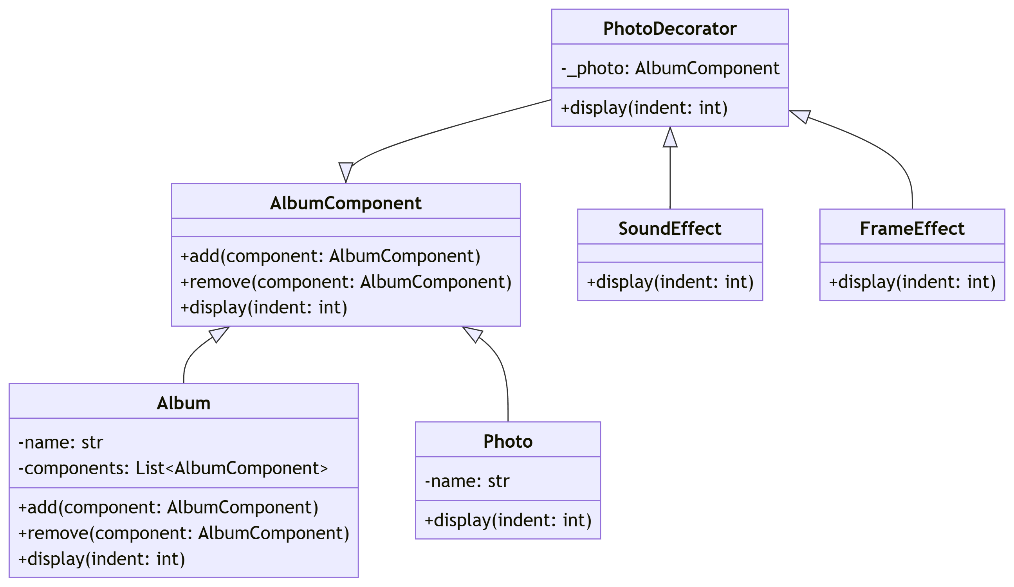 PhotoDecorator
-_photo: AlbumComponent
+display(indent: int)
AlbumComponent
+add(component: AlbumComponent)
+remove(component: AlbumComponent)
+display(indent: int)
SoundEffect
+display(indent: int)
FrameEffect
+display(indent: int)
Album
-name: str
-components: List<AlbumComponent>
+add(component: AlbumComponent)
+remove(component: AlbumComponent)
+display(indent: int)
Photo
-name: str
+display(indent: int)